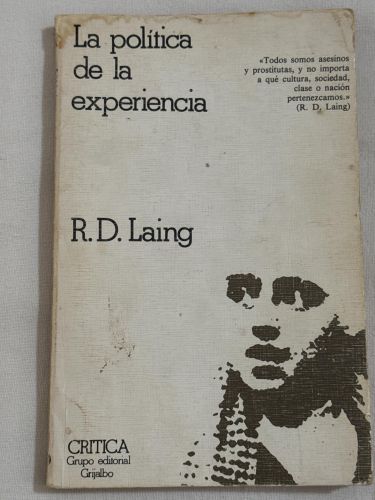 La política
de la
experiencia
«Todos somos asesinos
y prostitutas, y no importa
a qué cultura, sociedad,
clase o nación
pertenezcamos.»
(R. D. Laing)
R. D. Laing
CRITICA
Grupo editorial
Grijalbo